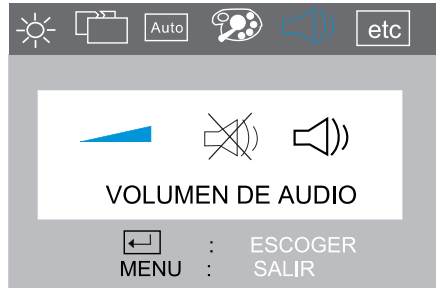 Auto etc
VOLUMEN DE AUDIO
: ESCOGER
MENU : SALIR